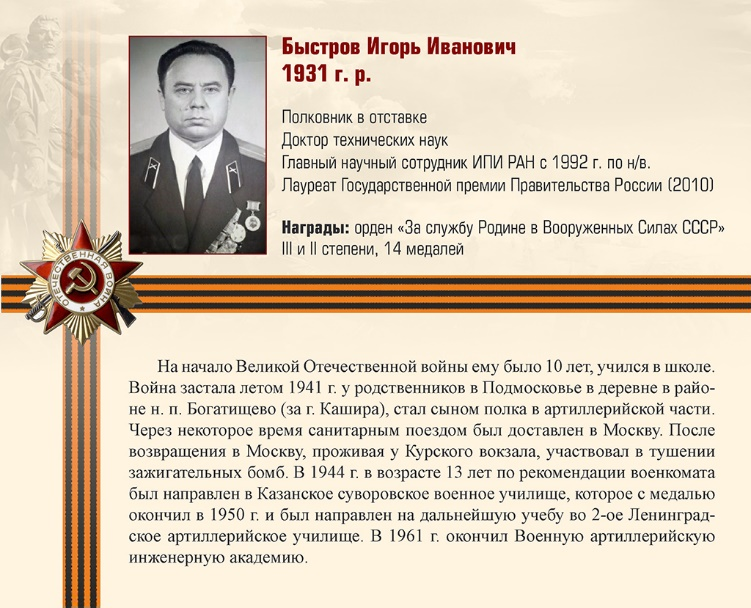 Быстров Игорь Иванович
1931 г. р.
Полковник в отставке
Доктор технических наук
Главный научный сотрудник ИПИ РАН с 1992 г. по н/в.
Лауреат Государственной премии Правительства России (2010)
Награды: орден «За службу Родине в Вооруженных Силах СССР»
III и II степени, 14 медалей
ОТЕЧЕСТВЕННАЯ ВОЙНА
На начало Великой Отечественной войны ему было 10 лет, учился в школе.
Война застала летом 1941 г. у родственников в Подмосковье в деревне в райо-
не н. п. Богатищево (за г. Кашира), стал сыном полка в артиллерийской части.
Через некоторое время санитарным поездом был доставлен в Москву. После
возвращения в Москву, проживая у Курского вокзала, участвовал в тушении
зажигательных бомб. В 1944 г. в возрасте 13 лет по рекомендации военкомата
был направлен в Казанское суворовское военное училище, которое с медалью
окончил в 1950 г. и был направлен на дальнейшую учебу во 2-ое Ленинград-
ское артиллерийское училище. В 1961 г. окончил Военную артиллерийскую
инженерную академию.